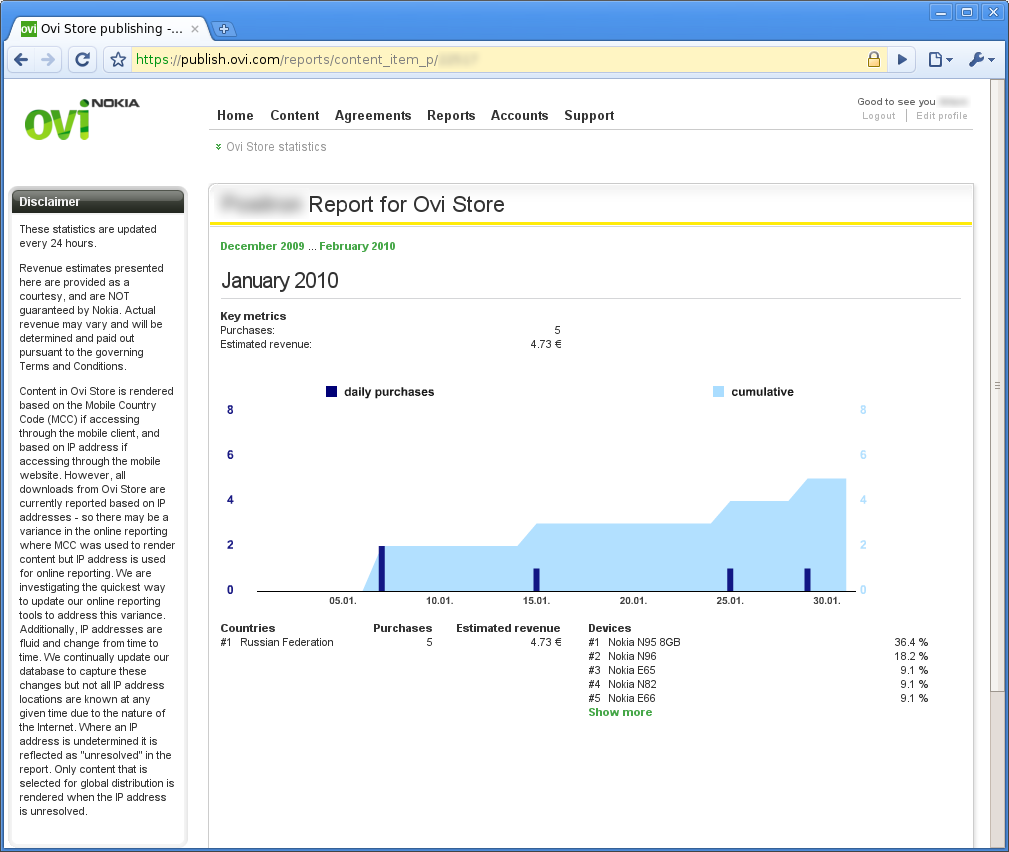 ovi Ovi Store publishing -...
https://publish.ovi.com/reports/content_item_p/
ovi NOKIA
Good to see you
Logout Edit profile
Home Content Agreements Reports Accounts Support
Ovi Store statistics
Disclaimer
These statistics are updated
every 24 hours.
Revenue estimates presented
here are provided as a
courtesy, and are NOT
guaranteed by Nokia. Actual
revenue may vary and will be
determined and paid out
pursuant to the governing
Terms and Conditions.
Content in Ovi Store is rendered
based on the Mobile Country
Code (MCC) if accessing
through the mobile client, and
based on IP address if
accessing through the mobile
website. However, all
downloads from Ovi Store are
currently reported based on IP
addresses - so there may be a
variance in the online reporting
where MCC was used to render
content but IP address is used
for online reporting. We are
investigating the quickest way
to update our online reporting
tools to address this variance.
Additionally, IP addresses are
fluid and change from time to
time. We continually update our
database to capture these
changes but not all IP address
locations are known at any
given time due to the nature of
the Internet. Where an IP
address is undetermined it is
reflected as "unresolved" in the
report. Only content that is
selected for global distribution is
rendered when the IP address
is unresolved.
Report for Ovi Store
December 2009 ... February 2010
January 2010
Key metrics
Purchases: 5
Estimated revenue: 4.73 €
daily purchases cumulative
8 8
6 6
4 4
2 2
0 0
05.01. 10.01. 15.01. 20.01. 25.01. 30.01.
Countries Purchases Estimated revenue
#1 Russian Federation 5 4.73 €
Devices
#1 Nokia N95 8GB 36.4 %
#2 Nokia N96 18.2 %
#3 Nokia E65 9.1 %
#4 Nokia N82 9.1 %
#5 Nokia E66 9.1 %
Show more